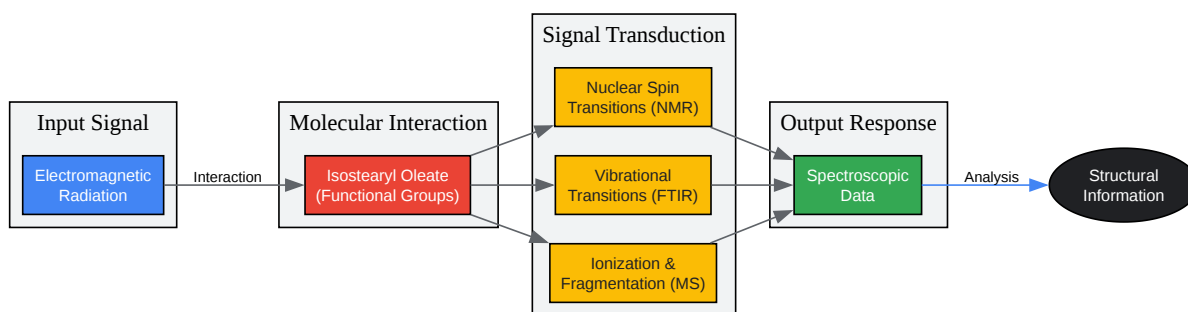 Signal Transduction
Input Signal
Electromagnetic
Radiation
Interaction
Molecular Interaction
Isostearyl Oleate
(Functional Groups)
Nuclear Spin
Transitions (NMR)
Vibrational
Transitions (FTIR)
Ionization &
Fragmentation (MS)
Output Response
Spectroscopic
Data
Analysis
Structural
Information